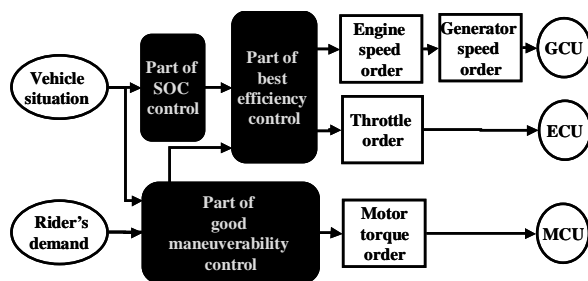 Vehicle
situation
Part of
SOC
control
Part of
best
efficiency
control
Engine
speed
order
Generator
speed
order
GCU
Throttle
order
ECU
Rider's
demand
Part of
good
maneuverability
control
Motor
torque
order
MCU